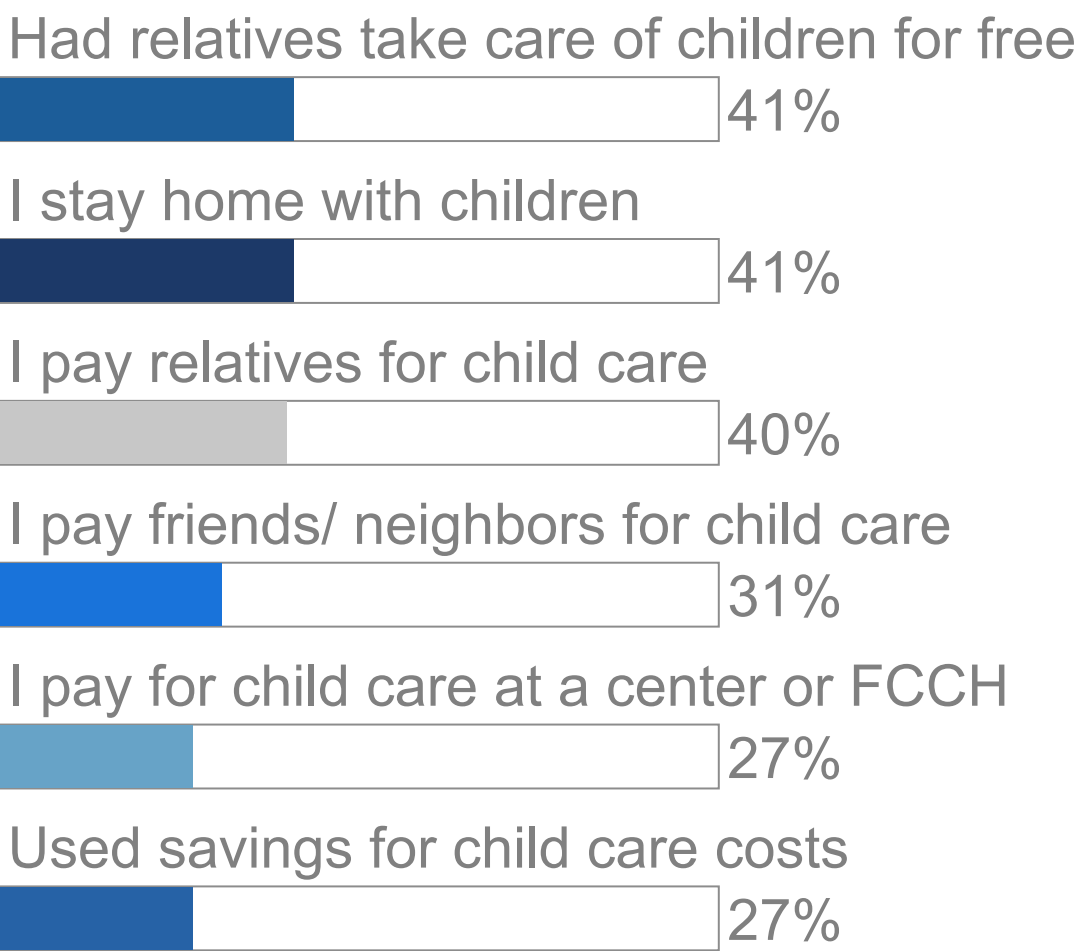 Had relatives take care of children for free
41%
I stay home with children
41%
I pay relatives for child care
40%
I pay friends/ neighbors for child care
31%
I pay for child care at a center or FCCH
27%
Used savings for child care costs
27%